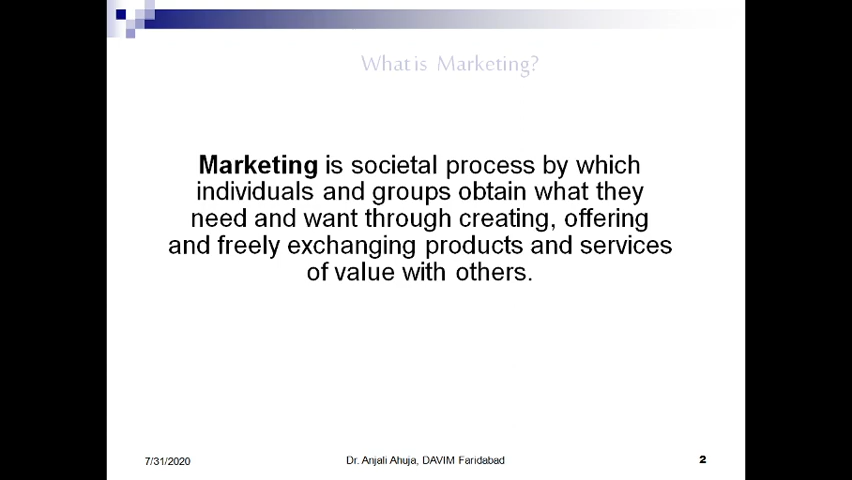 What is Marketing?
Marketing is societal process by which
individuals and groups obtain what they
need and want through creating, offering
and freely exchanging products and services
of value with others.
7/31/2020
Dr. Anjali Ahuja, DAVIM Faridabad
2